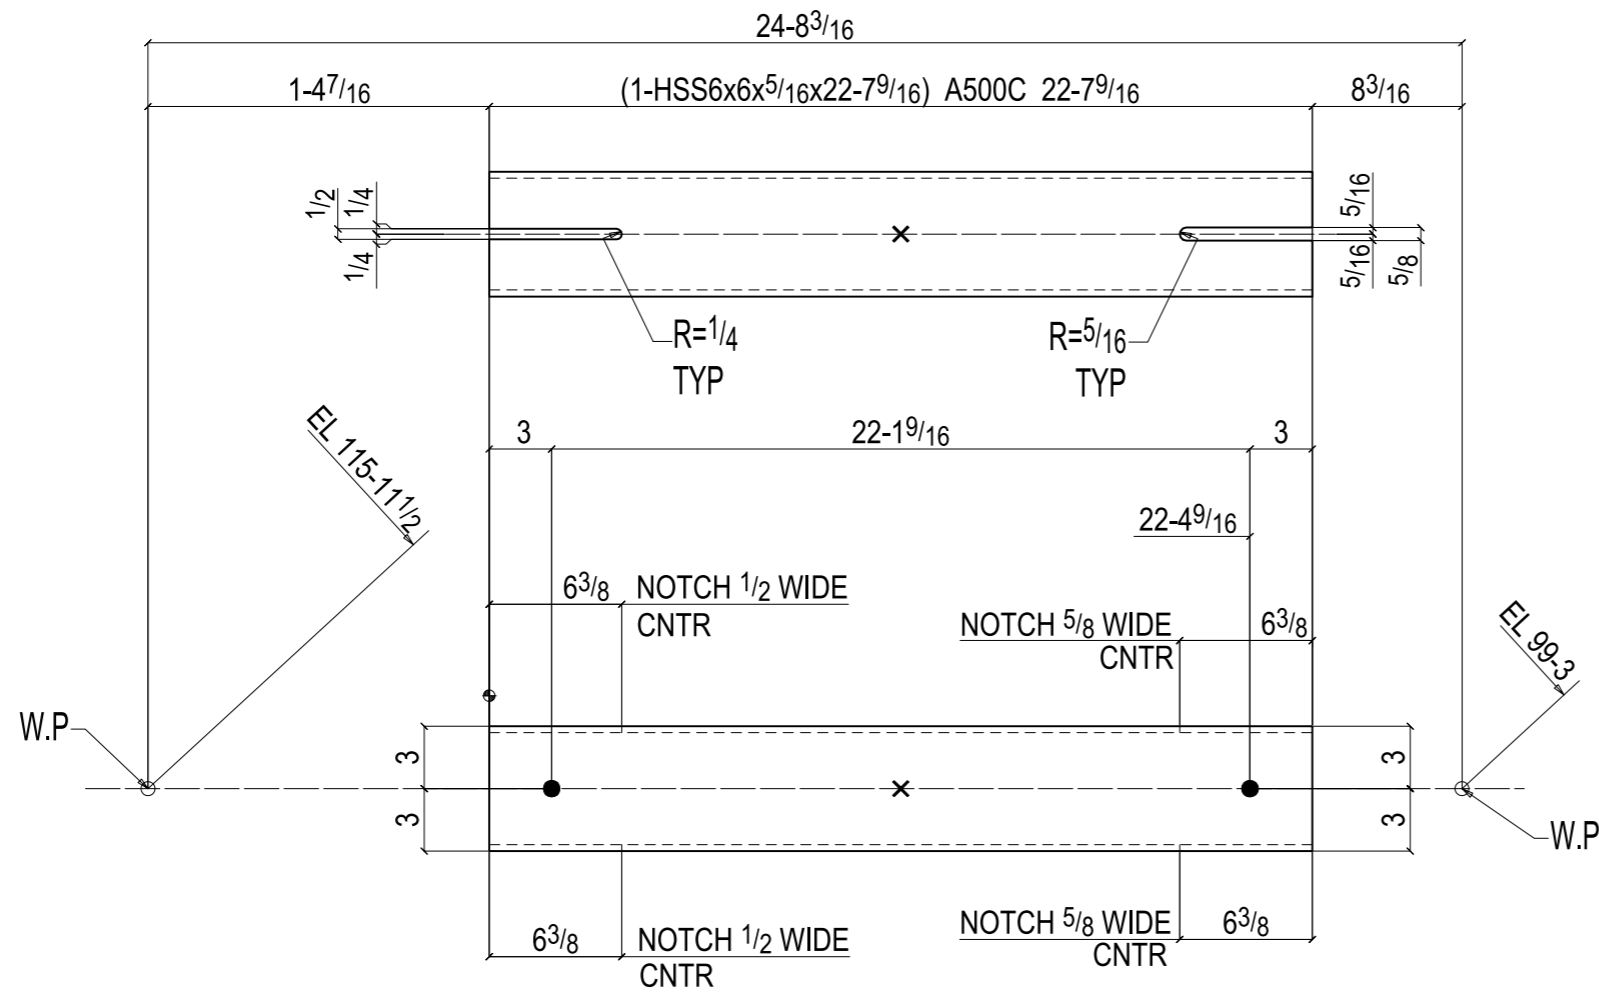 24-8 3/16
1-4 7/16
(1-HSS6x6x5/16x22-7 9/16) A500C 22-7 9/16
8 3/16
1/2
1/4
1/4
5/16
5/16
5/8
R=1/4
TYP
R=5/16
TYP
EL 115-11 1/2
3
22-1 9/16
3
22-4 9/16
6 3/8
NOTCH 1/2 WIDE
CNTR
NOTCH 5/8 WIDE
CNTR
6 3/8
EL 99-3
W.P
3
3
3
3
W.P
6 3/8
NOTCH 1/2 WIDE
CNTR
NOTCH 5/8 WIDE
CNTR
6 3/8